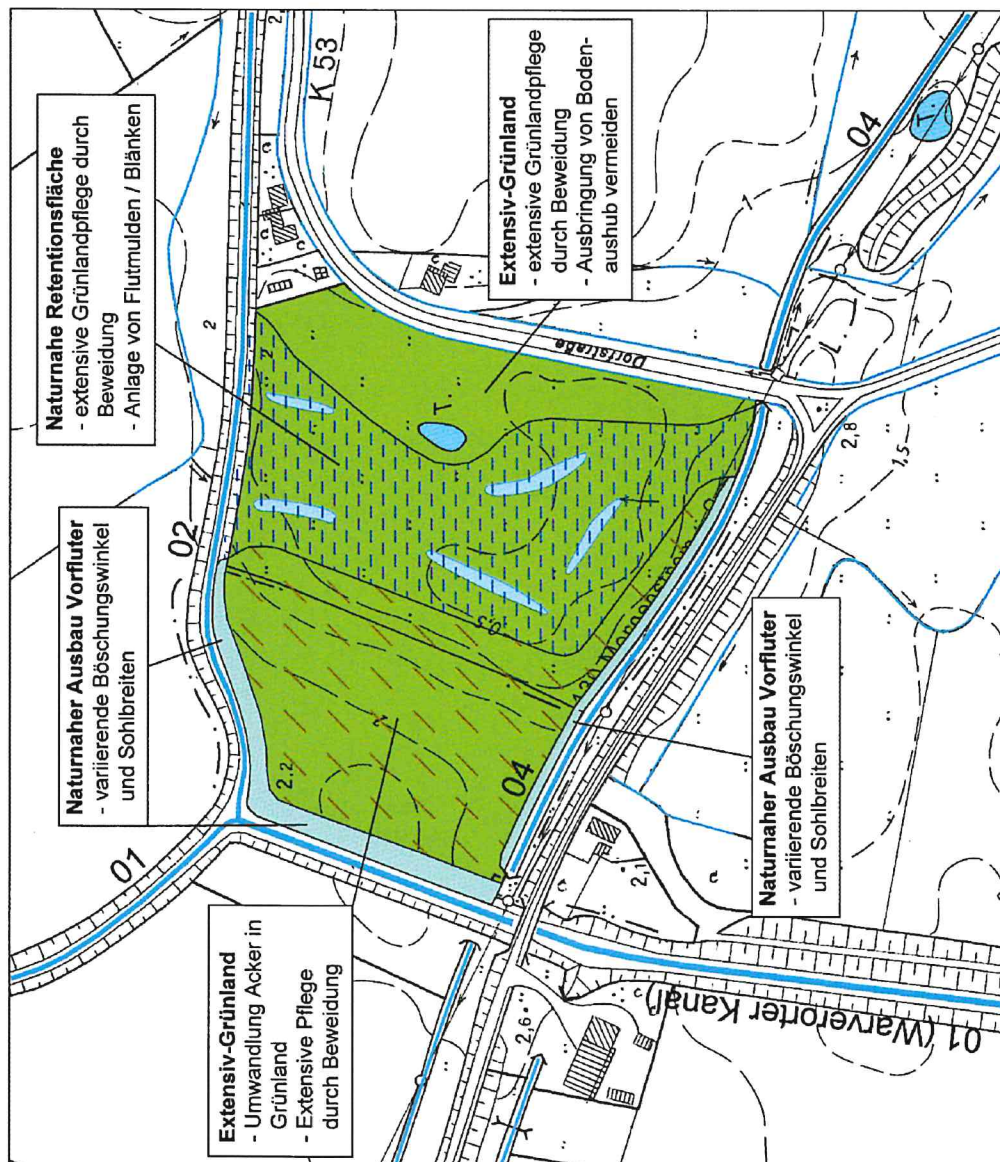 Naturnahe Retentionsfläche
- extensive Grünlandpflege durch
Beweidung
- Anlage von Flutmulden / Blänken
Naturnaher Ausbau Vorfluter
- variierende Böschungswinkel
und Sohlbreiten
Extensiv-Grünland
- Umwandlung Acker in
Grünland
- Extensive Pflege
durch Beweidung
01
02
2
K 53
2.2
2
2
0.5
T.
Extensiv-Grünland
- extensive Grünlandpflege
durch Beweidung
- Ausbringung von Boden-
aushub vermeiden
04
Dorfstraße
1
04
T.
2,6
01 (Warverorter Kanal)
2,8
1,5
Naturnaher Ausbau Vorfluter
- variierende Böschungswinkel
und Sohlbreiten